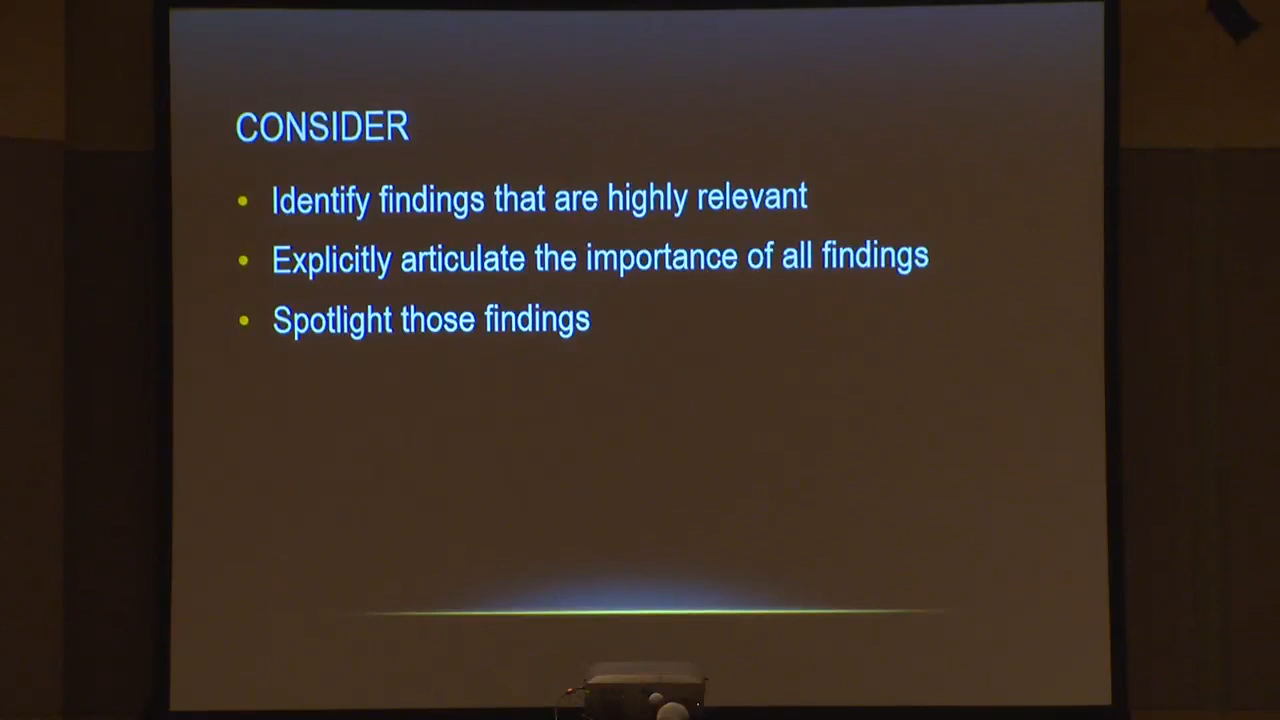 CONSIDER
• Identify findings that are highly relevant
• Explicitly articulate the importance of all findings
• Spotlight those findings